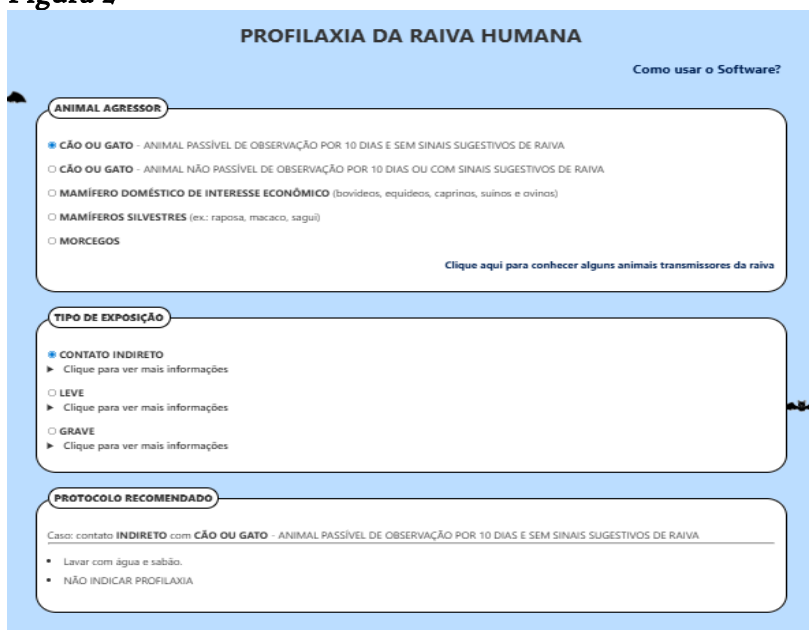 Figura 2
PROFILAXIA DA RAIVA HUMANA
Como usar o Software?
ANIMAL AGRESSOR
CÃO OU GATO - ANIMAL PASSÍVEL DE OBSERVAÇÃO POR 10 DIAS E SEM SINAIS SUGESTIVOS DE RAIVA
CÃO OU GATO - ANIMAL NÃO PASSÍVEL DE OBSERVAÇÃO POR 10 DIAS OU COM SINAIS SUGESTIVOS DE RAIVA
MAMÍFERO DOMÉSTICO DE INTERESSE ECONÔMICO (bovídeos, equídeos, caprinos, suínos e ovinos)
MAMÍFEROS SILVESTRES (ex.: raposa, macaco, sagui)
MORCEGOS
Clique aqui para conhecer alguns animais transmissores da raiva
TIPO DE EXPOSIÇÃO
CONTATO INDIRETO
► Clique para ver mais informações
LEVE
► Clique para ver mais informações
GRAVE
► Clique para ver mais informações
PROTOCOLO RECOMENDADO
Caso: contato INDIRETO com CÃO OU GATO - ANIMAL PASSÍVEL DE OBSERVAÇÃO POR 10 DIAS E SEM SINAIS SUGESTIVOS DE RAIVA
• Lavar com água e sabão.
• NÃO INDICAR PROFILAXIA